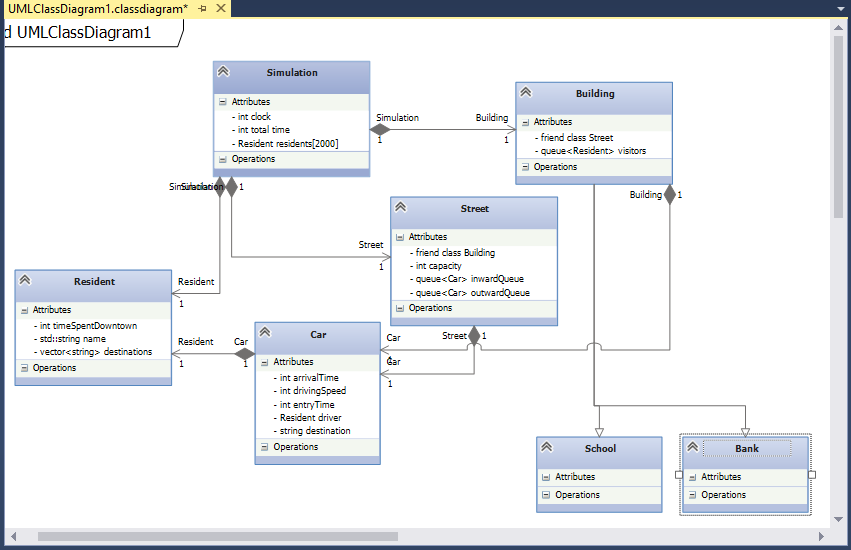 UMLClassDiagram1.classdiagram*
d UMLClassDiagram1
Simulation
Attributes
- int clock
- int total time
- Resident residents[2000]
Operations
Simulation
1
Building
1
Building
Attributes
- friend class Street
- queue<Resident> visitors
Operations
Simulation
1
Street
1
Building
1
Street
Attributes
- friend class Building
- int capacity
- queue<Car> inwardQueue
- queue<Car> outwardQueue
Operations
Resident
1
Resident
Attributes
- int timeSpentDowntown
- std::string name
- vector<string> destinations
Operations
Resident
1
Car
1
Car
Attributes
- int arrivalTime
- int drivingSpeed
- int entryTime
- Resident driver
- string destination
Operations
Street
1
Car
Car
1
School
Attributes
Operations
Bank
Attributes
Operations